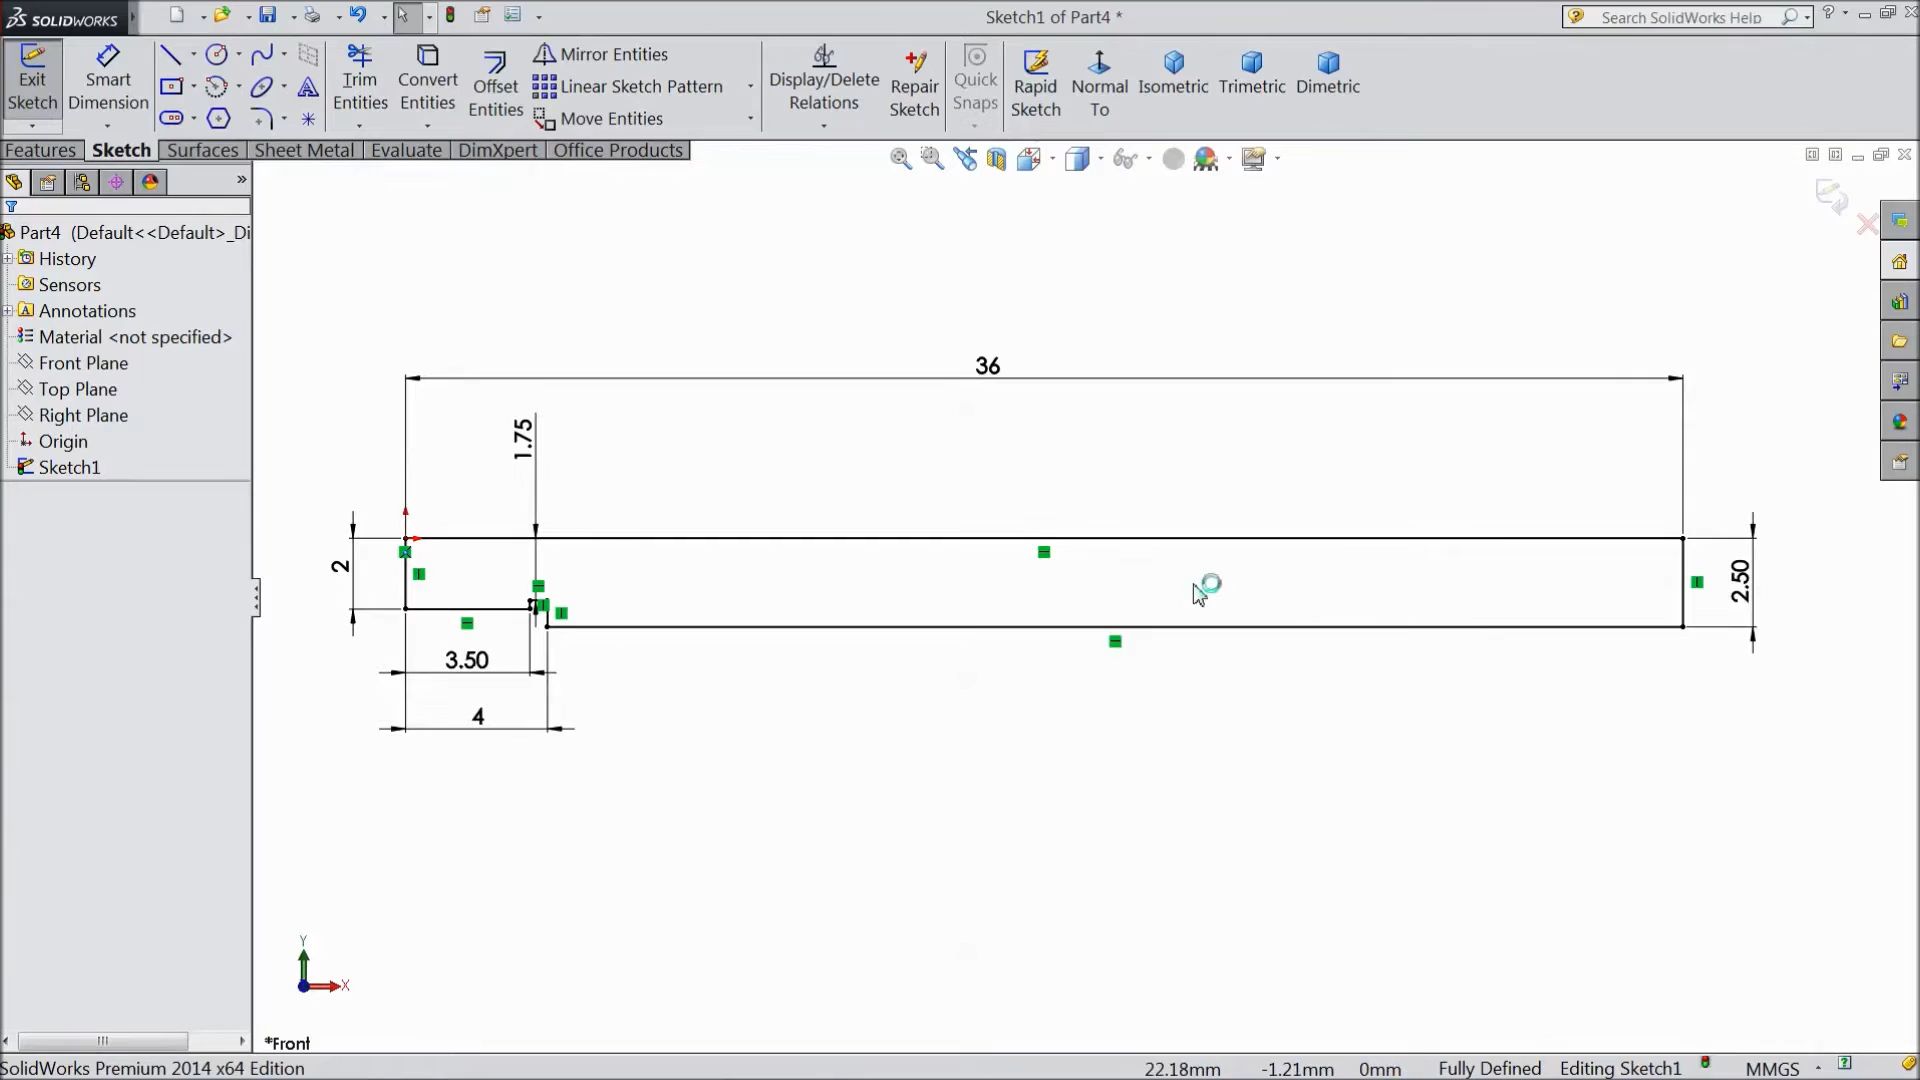 SOLIDWORKS
Sketch1 of Part4 *
Search SolidWorks Help
Exit Sketch
Smart Dimension
Trim Entities
Convert Entities
Offset Entities
Mirror Entities
Linear Sketch Pattern
Move Entities
Display/Delete Relations
Repair Sketch
Quick Snaps
Rapid Sketch
Normal To
Isometric
Trimetric
Dimetric
Features
Sketch
Surfaces
Sheet Metal
Evaluate
DimXpert
Office Products
Part4 (Default<<Default>_Di
History
Sensors
Annotations
Material <not specified>
Front Plane
Top Plane
Right Plane
Origin
Sketch1
36
1.75
2
2.50
3.50
4
Y
X
*Front
SolidWorks Premium 2014 x64 Edition
22.18mm
-1.21mm
0mm
Fully Defined
Editing Sketch1
MMGS